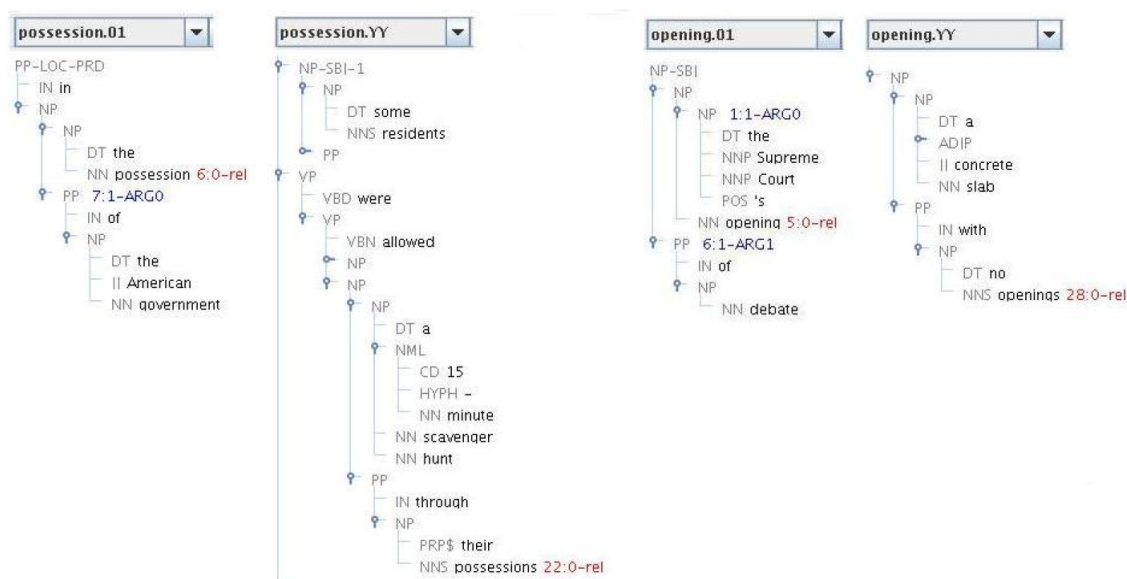 possession.01
PP-LOC-PRD
IN in
NP
NP
DT the
NN possession 6:0-rel
PP 7:1-ARG0
IN of
NP
DT the
JJ American
NN government
possession.YY
NP-SBJ-1
NP
DT some
NNS residents
PP
VP
VBD were
VP
VBN allowed
NP
NP
NP
DT a
NML
CD 15
HYPH -
NN minute
NN scavenger
NN hunt
PP
IN through
NP
PRP$ their
NNS possessions 22:0-rel
opening.01
NP-SBJ
NP
NP 1:1-ARG0
DT the
NNP Supreme
NNP Court
POS 's
NN opening 5:0-rel
PP 6:1-ARG1
IN of
NP
NN debate
opening.YY
NP
NP
DT a
ADJP
JJ concrete
NN slab
PP
IN with
NP
DT no
NNS openings 28:0-rel